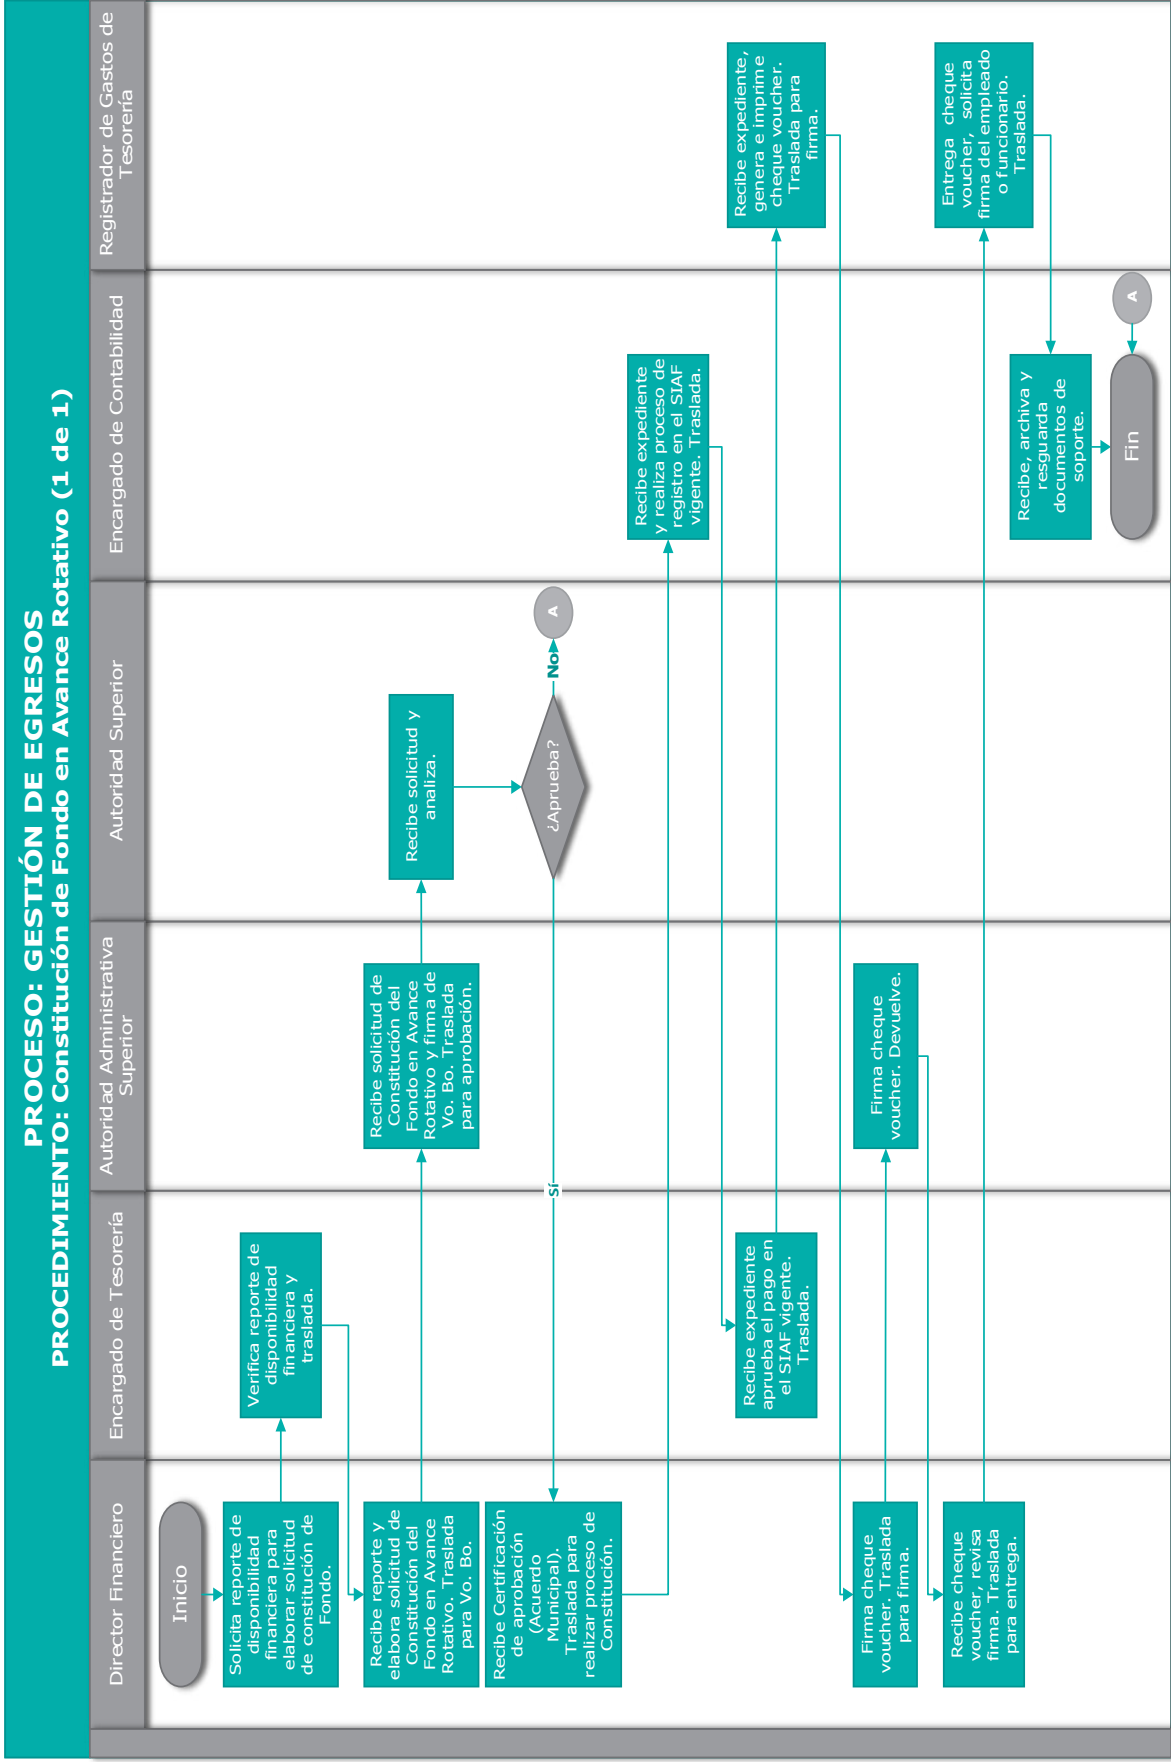 PROCESO: GESTIÓN DE EGRESOS
PROCEDIMIENTO: Constitución de Fondo en Avance Rotativo (1 de 1)
Director Financiero
Encargado de Tesorería
Autoridad Administrativa
Superior
Autoridad Superior
Encargado de Contabilidad
Registrador de Gastos de
Tesorería
Inicio
Solicita reporte de
disponibilidad
financiera para
elaborar solicitud
de constitución de
Fondo.
Verifica reporte de
disponibilidad
financiera y
traslada.
Recibe reporte y
elabora solicitud de
Constitución del
Fondo en Avance
Rotativo. Traslada
para Vo. Bo.
Recibe solicitud de
Constitución del
Fondo en Avance
Rotativo y firma de
Vo. Bo. Traslada
para aprobación.
Recibe solicitud y
analiza.
¿Aprueba?
No
A
Sí
Recibe Certificación
de aprobación
(Acuerdo
Municipal).
Traslada para
realizar proceso de
Constitución.
Recibe expediente
y realiza proceso de
registro en el SIAF
vigente. Traslada.
Recibe expediente
aprueba el pago en
el SIAF vigente.
Traslada.
Recibe expediente,
genera e imprime
cheque voucher.
Traslada para
firma.
Firma cheque
voucher. Traslada
para firma.
Firma cheque
voucher. Devuelve.
Recibe cheque
voucher, revisa
firma. Traslada
para entrega.
Entrega cheque
voucher, solicita
firma del empleado
o funcionario.
Traslada.
Recibe, archiva y
resguarda
documentos de
soporte.
A
Fin